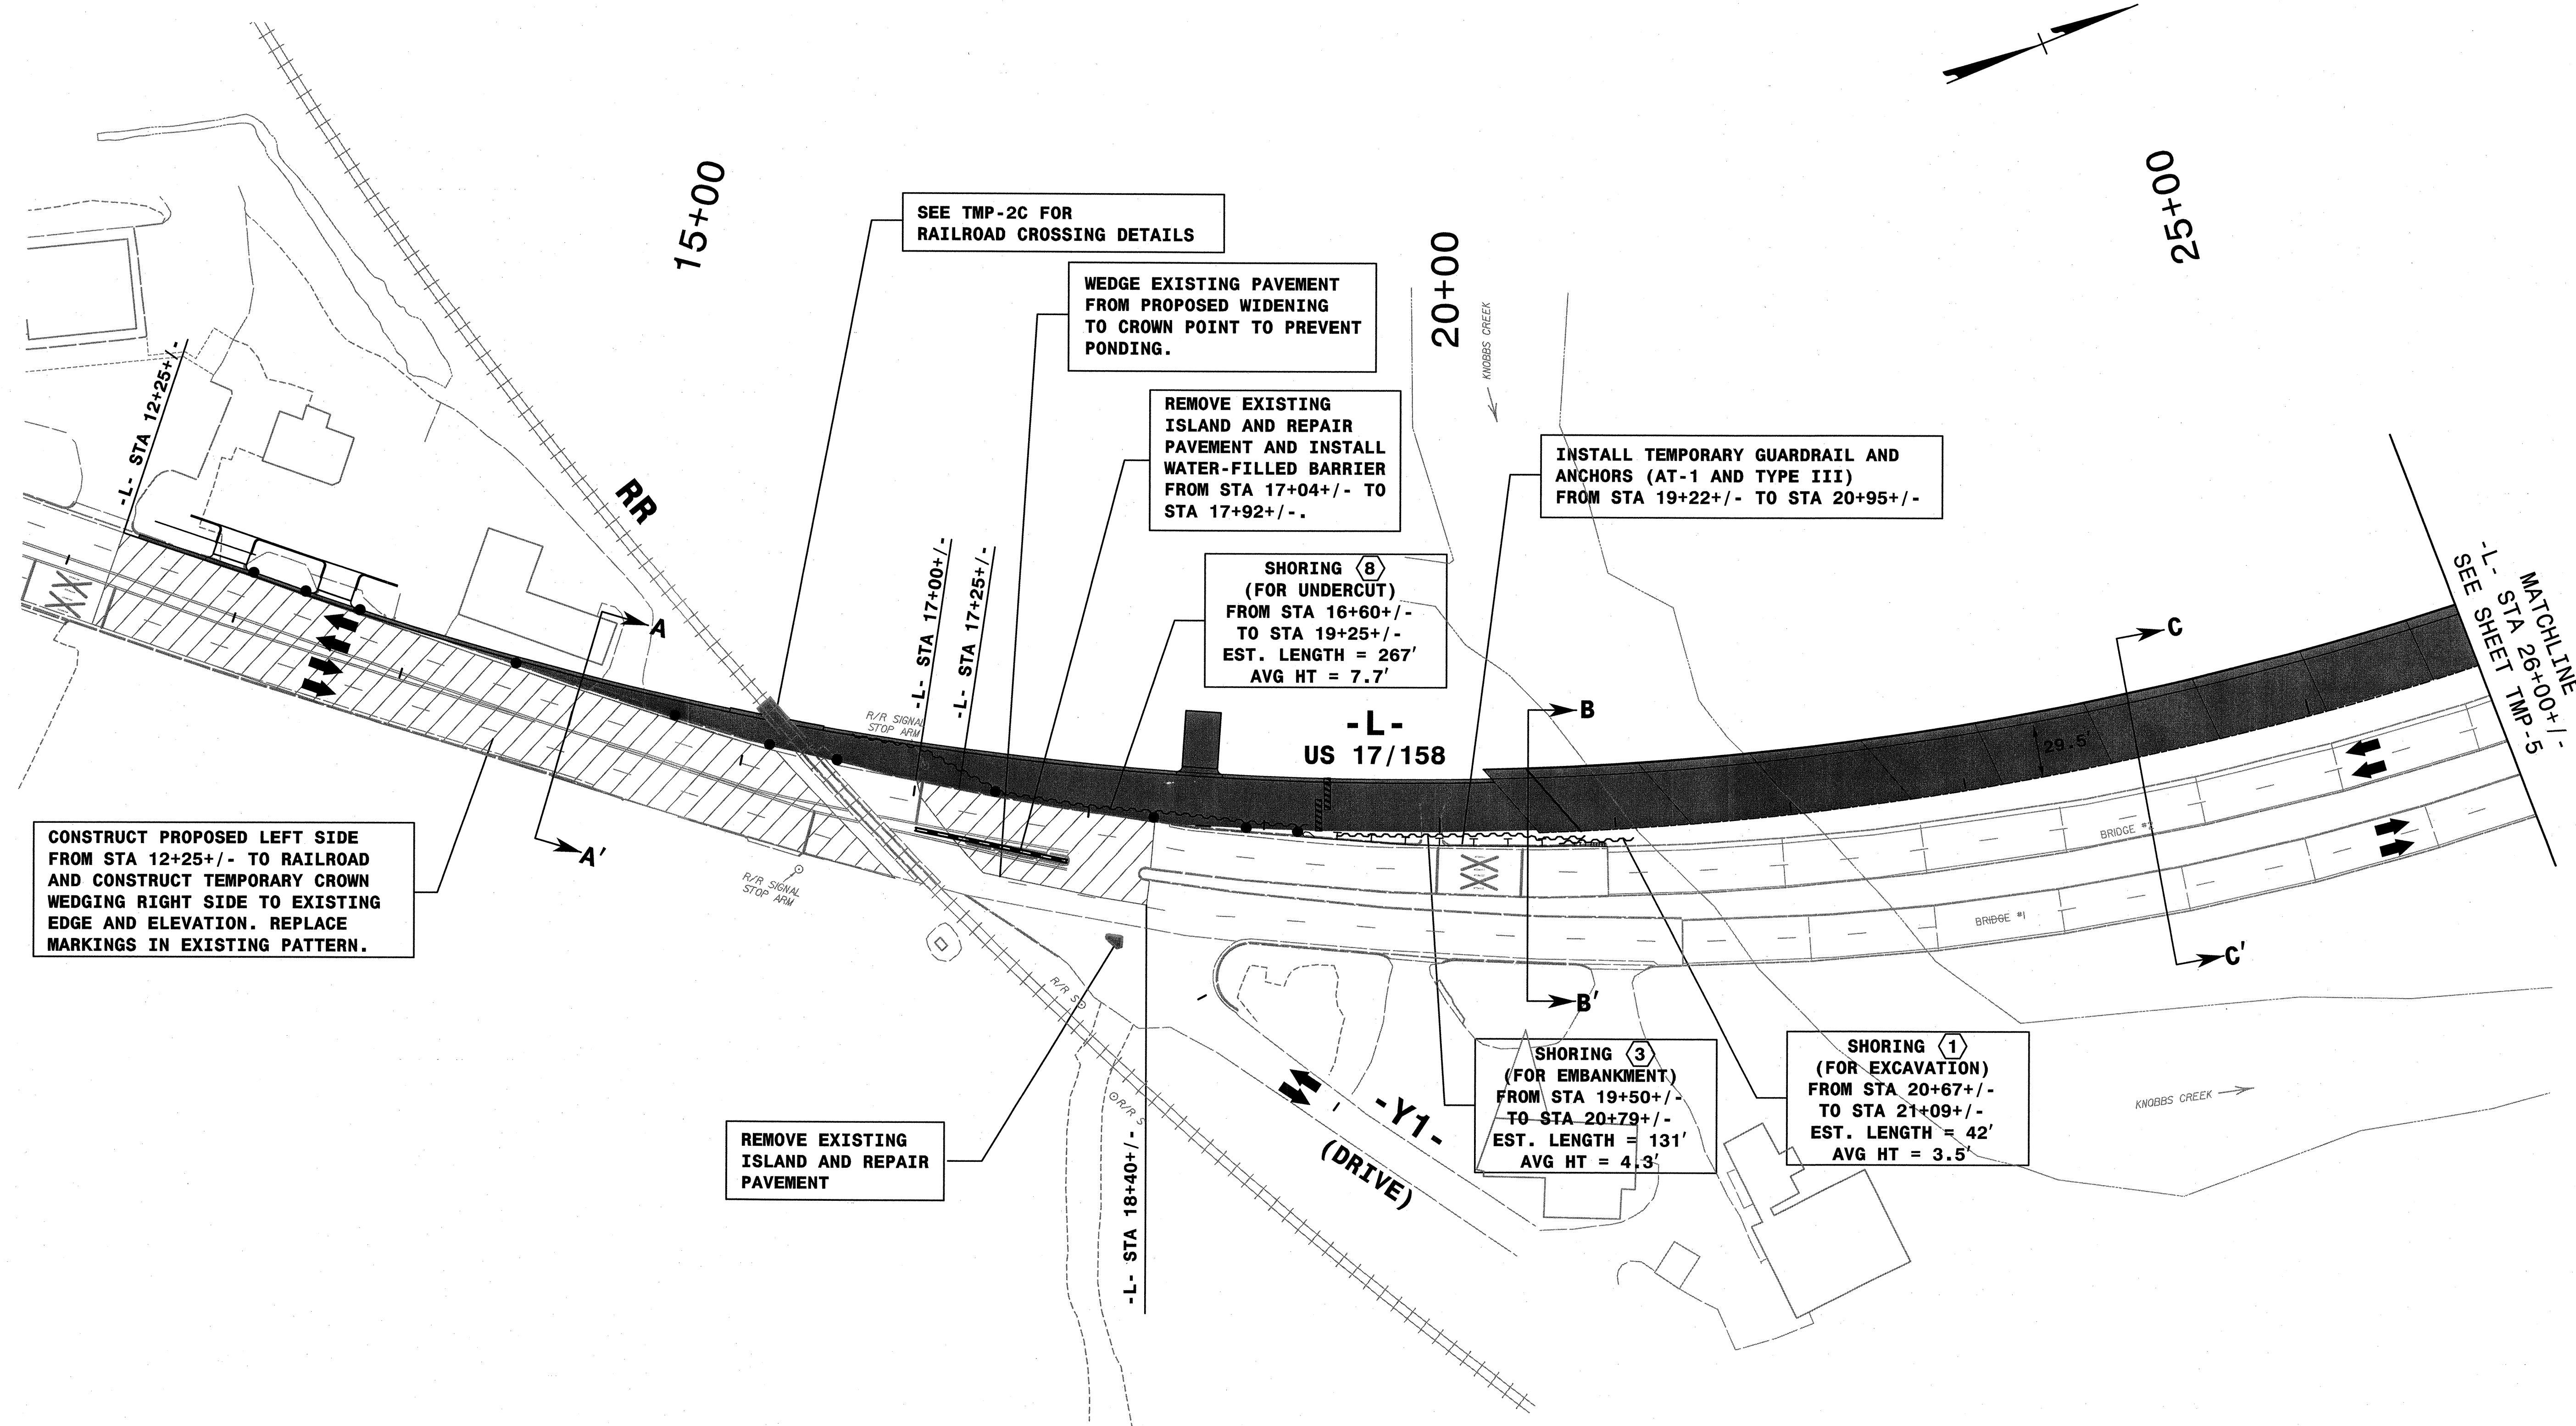 15+00
20+00
25+00
SEE TMP-2C FOR
RAILROAD CROSSING DETAILS
WEDGE EXISTING PAVEMENT
FROM PROPOSED WIDENING
TO CROWN POINT TO PREVENT
PONDING.
REMOVE EXISTING
ISLAND AND REPAIR
PAVEMENT AND INSTALL
WATER-FILLED BARRIER
FROM STA 17+04+/- TO
STA 17+92+/-.
KNOBBS CREEK
INSTALL TEMPORARY GUARDRAIL AND
ANCHORS (AT-1 AND TYPE III)
FROM STA 19+22+/- TO STA 20+95+/-
-L- STA 12+25+/-
RR
SHORING 8
(FOR UNDERCUT)
FROM STA 16+60+/-
TO STA 19+25+/-
EST. LENGTH = 267'
AVG HT = 7.7'
-L- STA 17+00+/-
-L- STA 17+25+/-
MATCHLINE
-L- STA 26+00+/-
SEE SHEET TMP-5
A
R/R SIGNAL
STOP ARM
-L-
US 17/158
B
C
29.5'
BRIDGE #2
BRIDGE #1
CONSTRUCT PROPOSED LEFT SIDE
FROM STA 12+25+/- TO RAILROAD
AND CONSTRUCT TEMPORARY CROWN
WEDGING RIGHT SIDE TO EXISTING
EDGE AND ELEVATION. REPLACE
MARKINGS IN EXISTING PATTERN.
A'
R/R SIGNAL
STOP ARM
B'
C'
R/R S
R/R S
SHORING 3
(FOR EMBANKMENT)
FROM STA 19+50+/-
TO STA 20+79+/-
EST. LENGTH = 131'
AVG HT = 4.3'
SHORING 1
(FOR EXCAVATION)
FROM STA 20+67+/-
TO STA 21+09+/-
EST. LENGTH = 42'
AVG HT = 3.5'
KNOBBS CREEK
-Y1-
(DRIVE)
REMOVE EXISTING
ISLAND AND REPAIR
PAVEMENT
-L- STA 18+40+/-